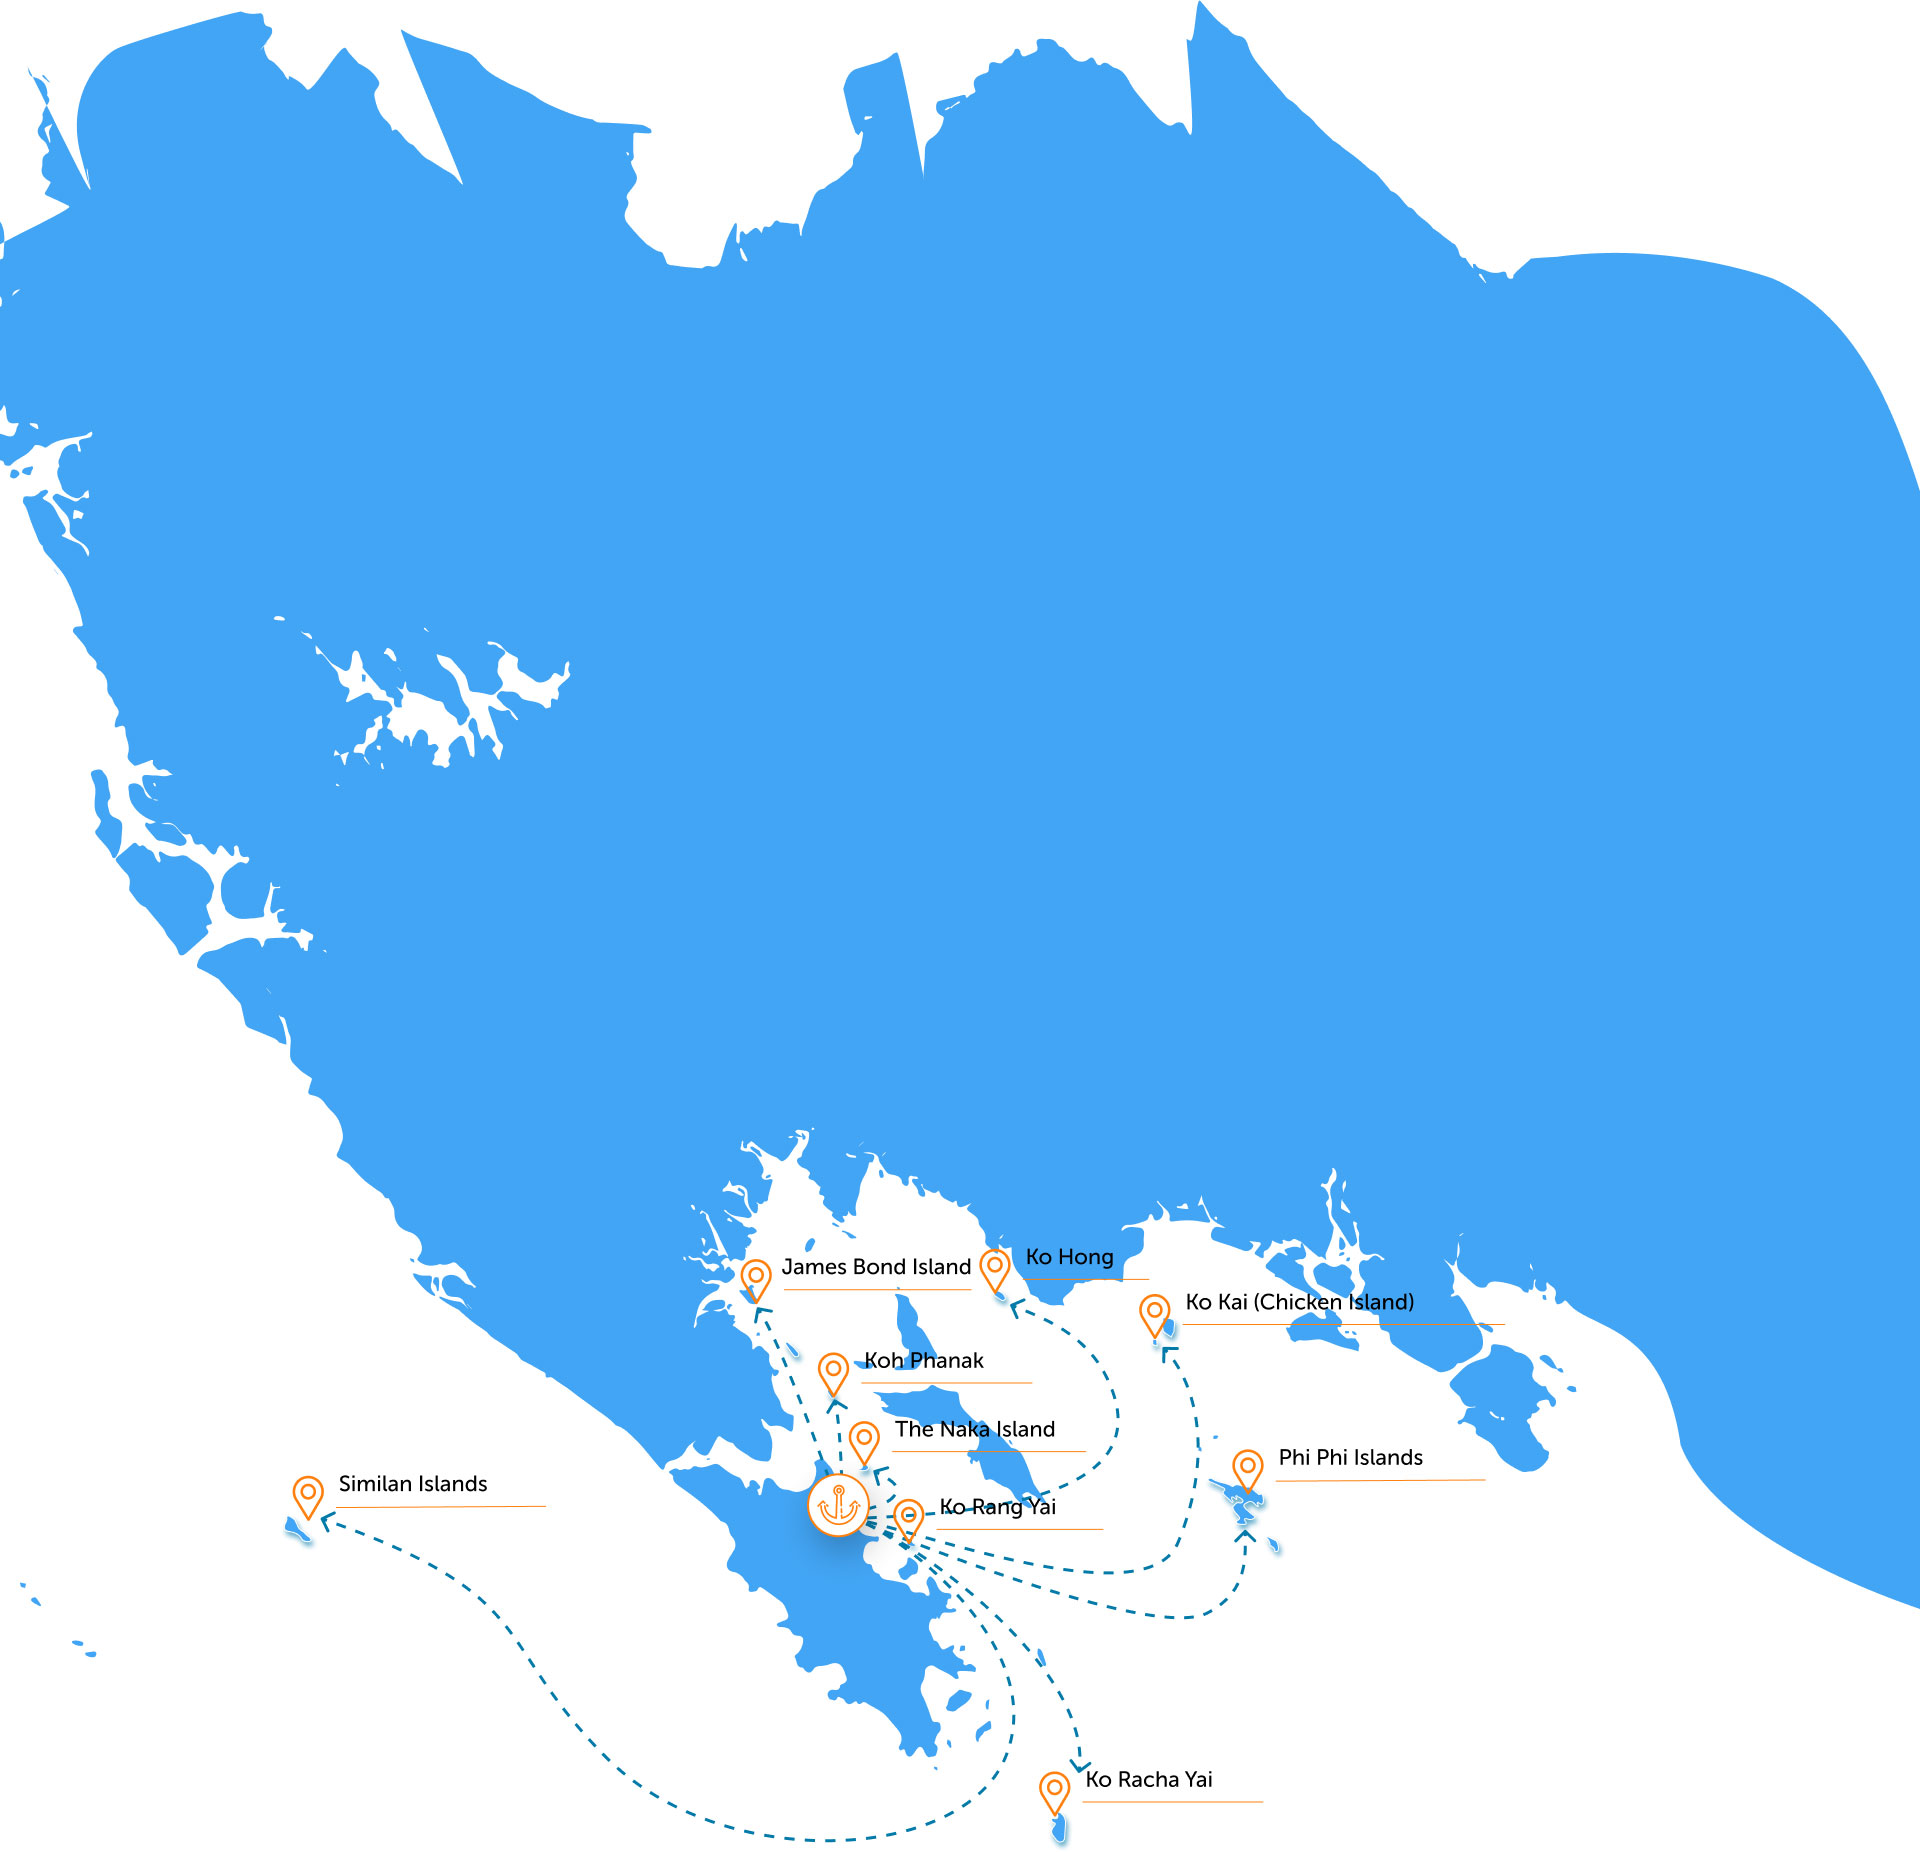 Ko Hong
James Bond Island
Ko Kai (Chicken Island)
Koh Phanak
The Naka Island
Phi Phi Islands
Similan Islands
Ko Rang Yai
Ko Racha Yai